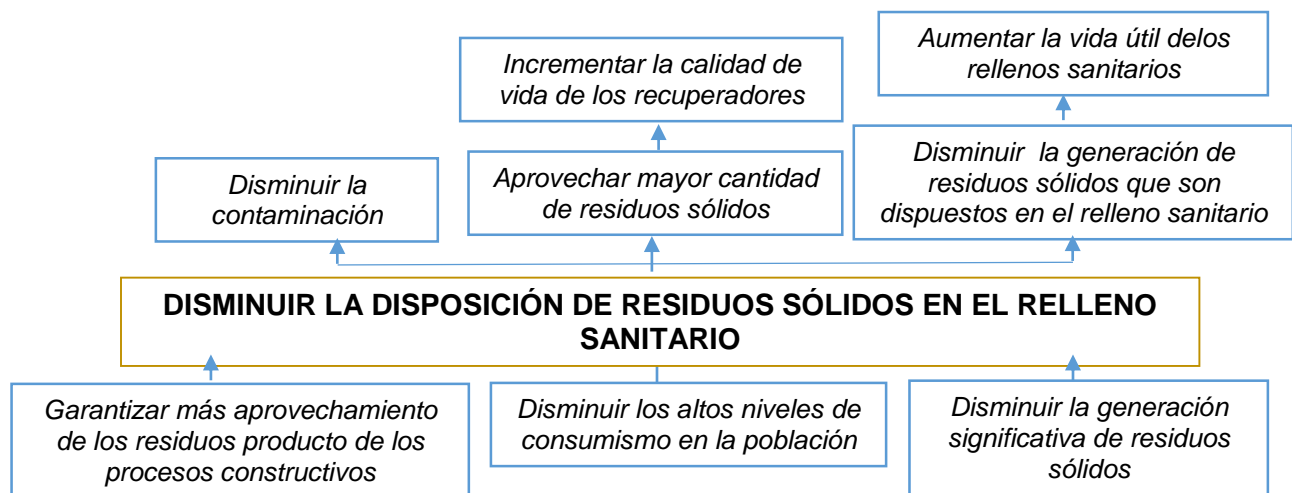 Aumentar la vida útil delos
rellenos sanitarios
Incrementar la calidad de
vida de los recuperadores
Disminuir la generación de
residuos sólidos que son
dispuestos en el relleno sanitario
Aprovechar mayor cantidad
de residuos sólidos
Disminuir la
contaminación
DISMINUIR LA DISPOSICIÓN DE RESIDUOS SÓLIDOS EN EL RELLENO
SANITARIO
Garantizar más aprovechamiento
de los residuos producto de los
procesos constructivos
Disminuir los altos niveles de
consumismo en la población
Disminuir la generación
significativa de residuos
sólidos